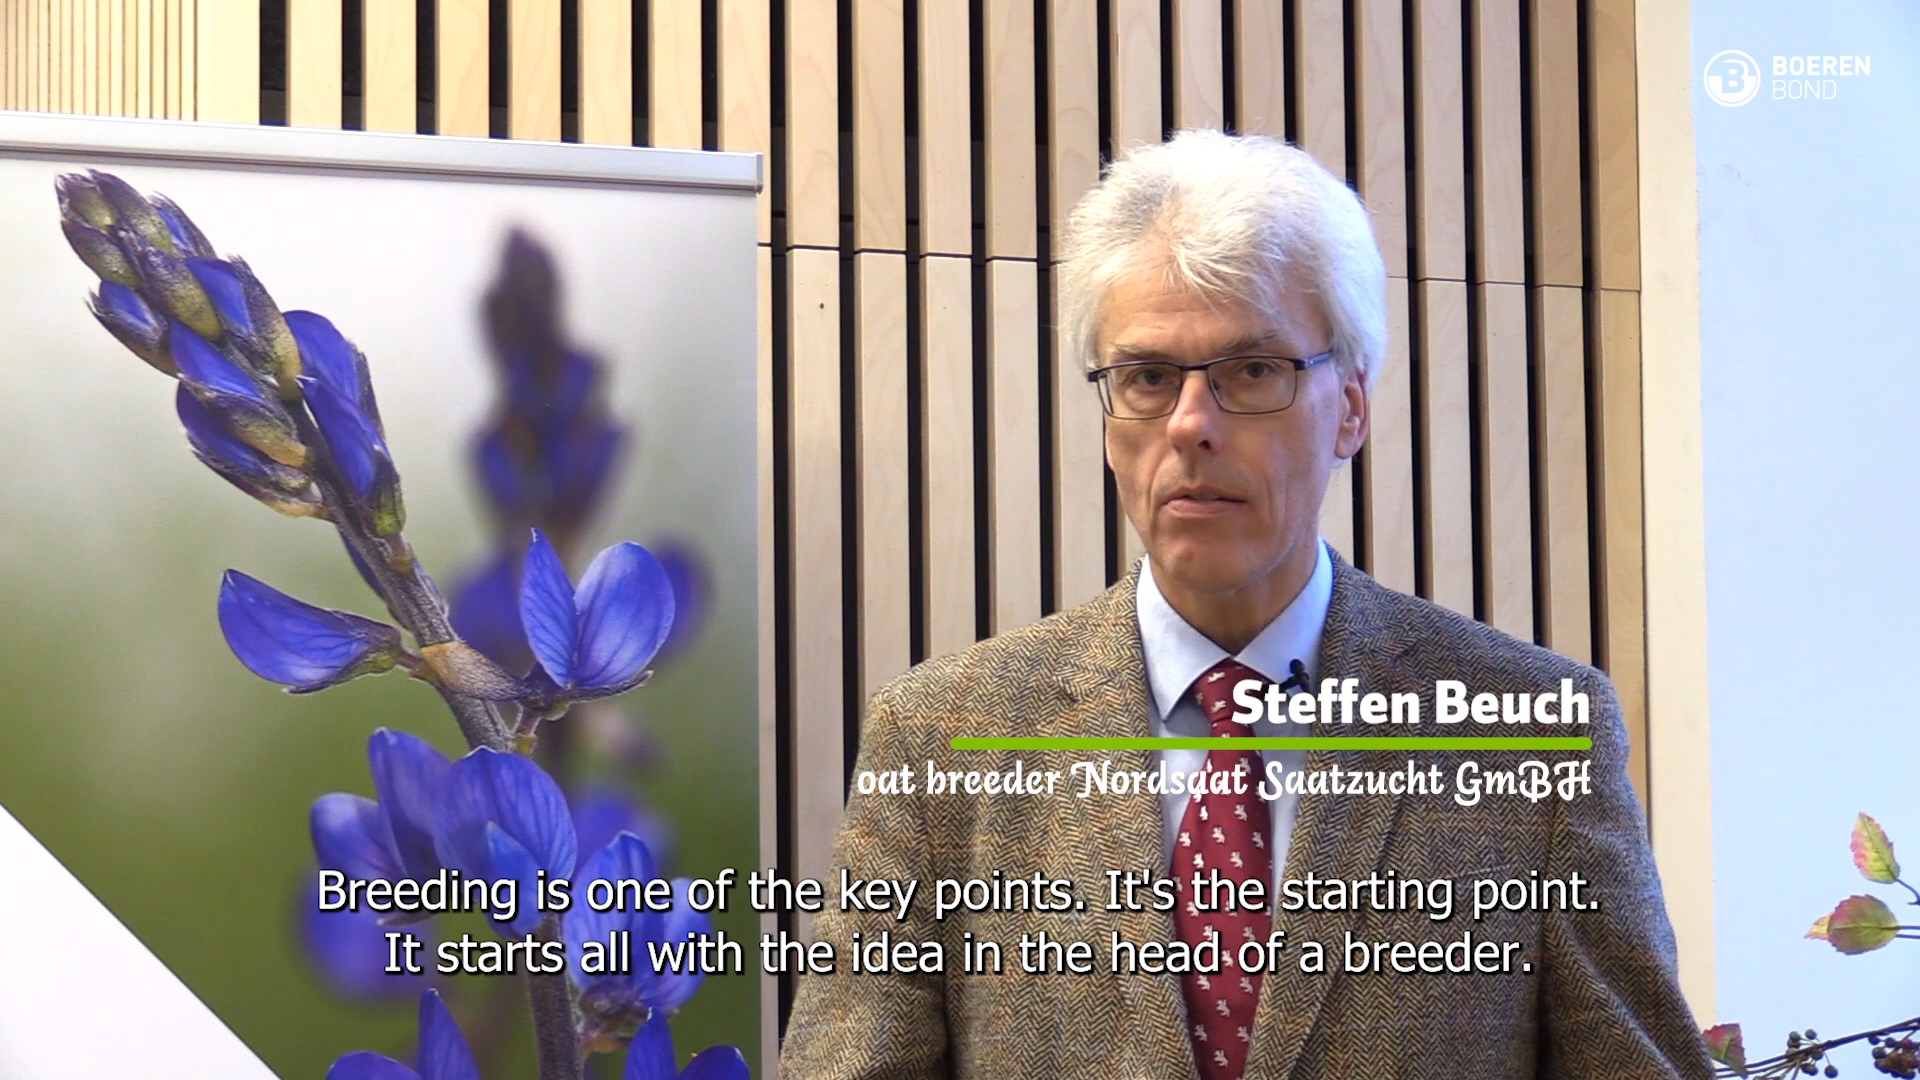 BOEREN
BOND
Steffen Beuch
oat breeder Nordsaat Saatzucht GmBH
Breeding is one of the key points. It's the starting point.
It starts all with the idea in the head of a breeder.